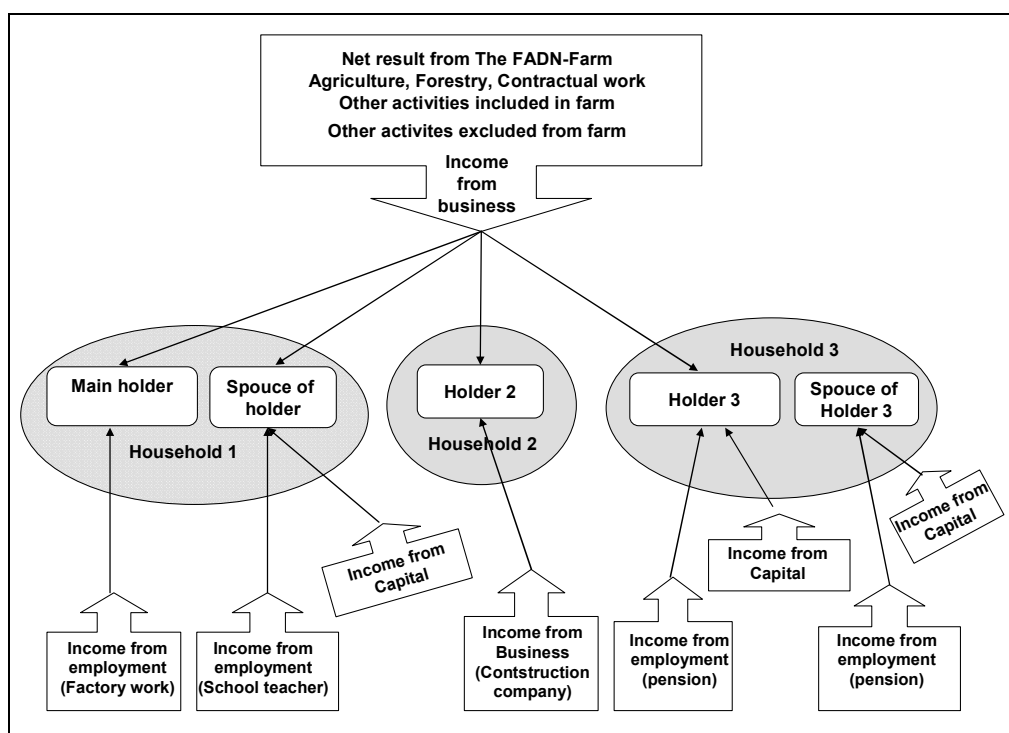 Net result from The FADN-Farm
Agriculture, Forestry, Contractual work
Other activities included in farm
Other activites excluded from farm
Income
from
business
Main holder
Spouce of
holder
Household 1
Holder 2
Household 2
Household 3
Holder 3
Spouce of
Holder 3
Income from
Capital
Income from
Capital
Income from
Capital
Income from
employment
(Factory work)
Income from
employment
(School teacher)
Income from
Business
(Contstruction
company)
Income from
employment
(pension)
Income from
employment
(pension)